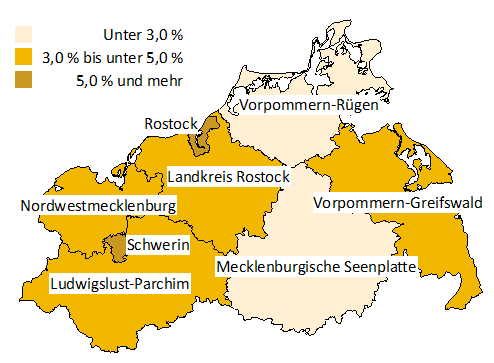 Unter 3,0 %
3,0 % bis unter 5,0 %
5,0 % und mehr
Vorpommern-Rügen
Rostock
Landkreis Rostock
Nordwestmecklenburg
Vorpommern-Greifswald
Schwerin
Mecklenburgische Seenplatte
Ludwigslust-Parchim